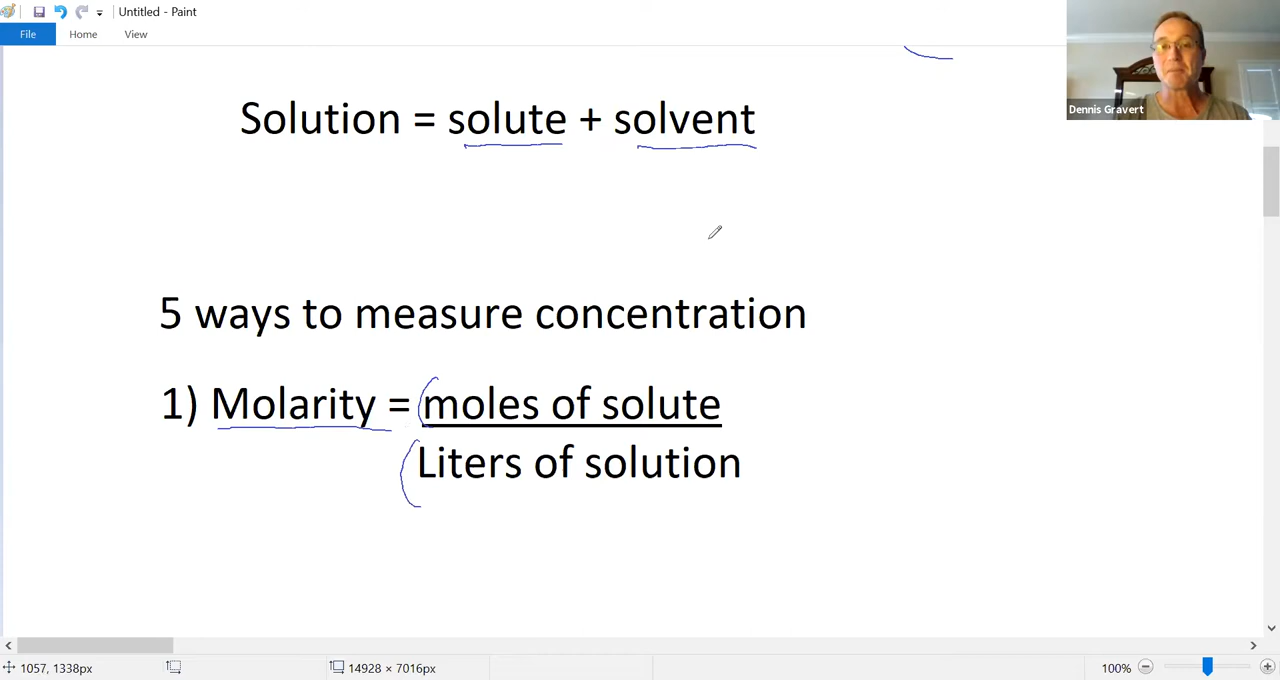 Untitled - Paint
File Home View
Dennis Gravert
Solution = solute + solvent
5 ways to measure concentration
1) Molarity = moles of solute
Liters of solution
1057, 1338px 14928 × 7016px 100%